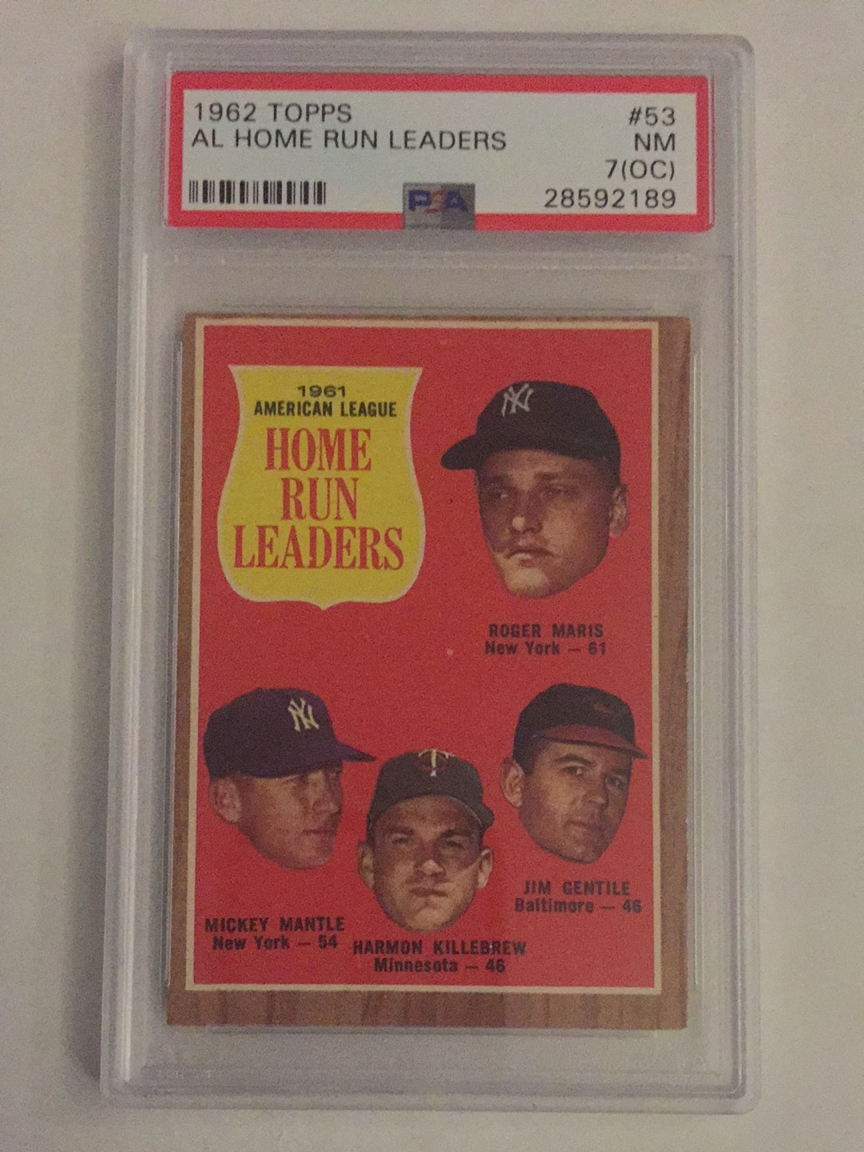 1962 TOPPS
#53
AL HOME RUN LEADERS
NM
7(OC)
PSA
28592189
1961
AMERICAN LEAGUE
HOME
RUN
LEADERS
NY
ROGER MARIS
New York — 61
NY
T
MICKEY MANTLE
New York — 54
HARMON KILLEBREW
Minnesota — 46
JIM GENTILE
Baltimore — 46